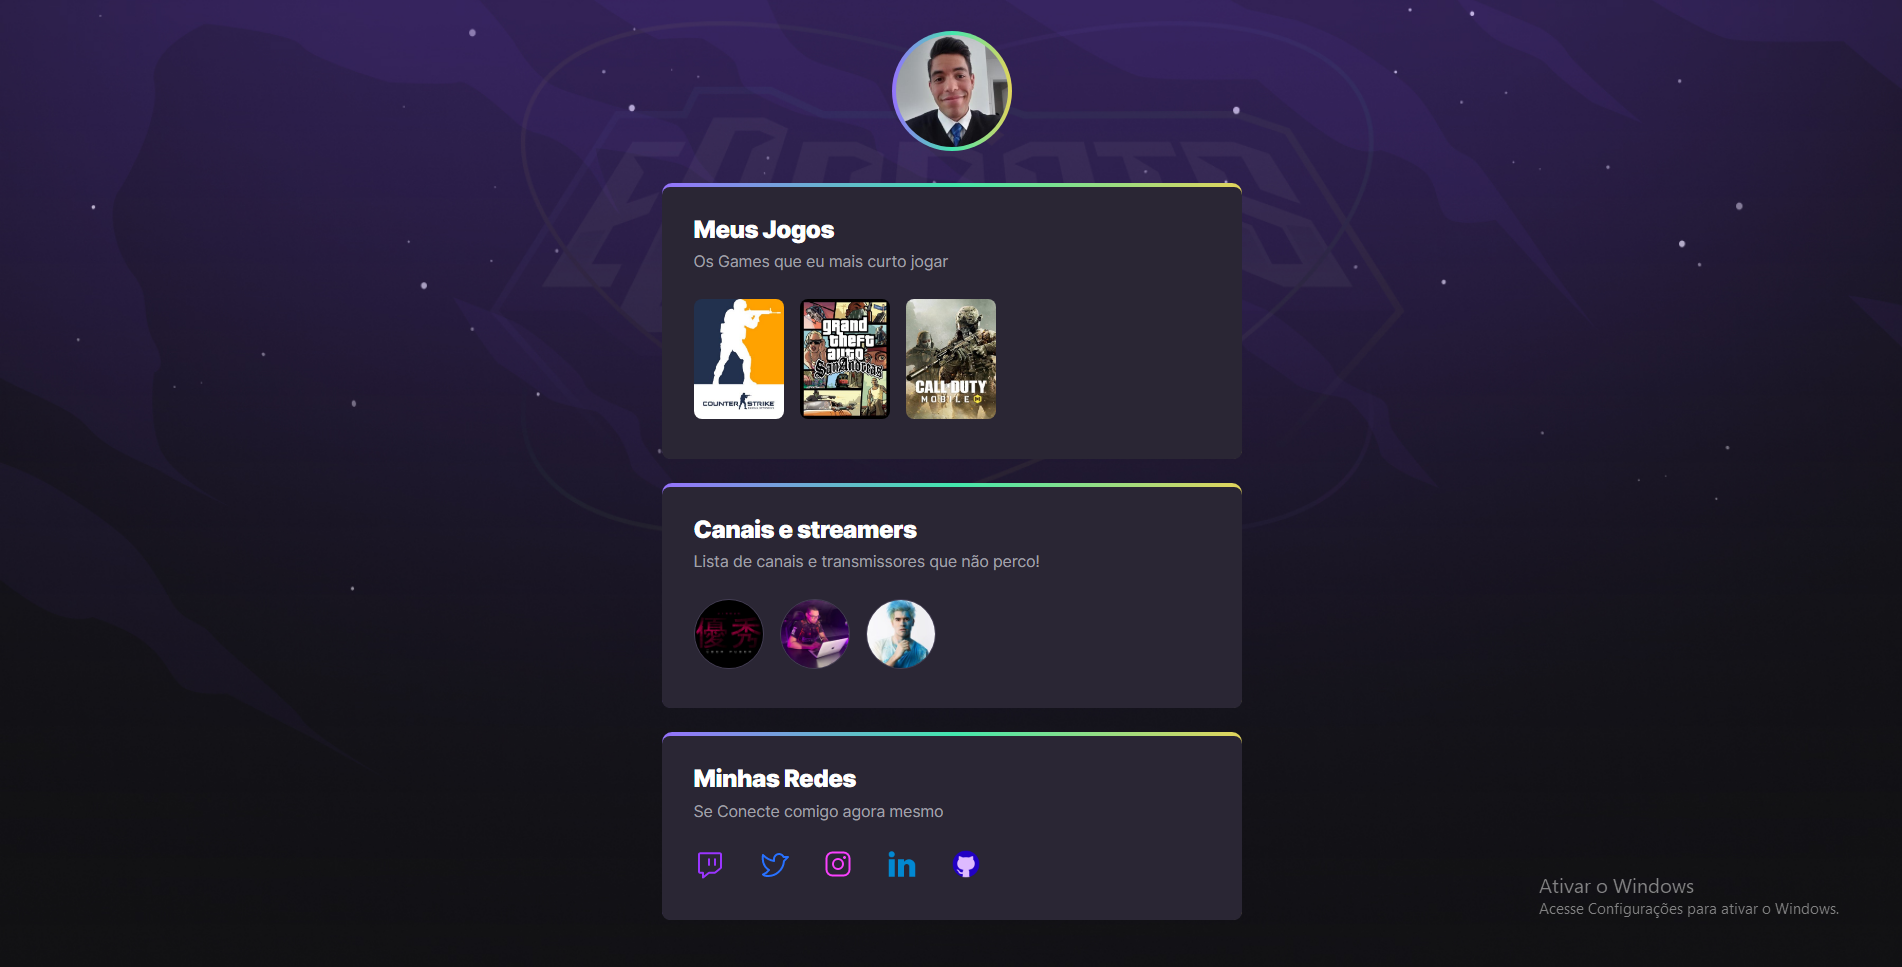 Meus Jogos
Os Games que eu mais curto jogar
COUNTER STRIKE
grand
theft
auto
San Andreas
CALL OF DUTY
MOBILE
Canais e streamers
Lista de canais e transmissores que não perco!
優秀
Minhas Redes
Se Conecte comigo agora mesmo
in
Ativar o Windows
Acesse Configurações para ativar o Windows.